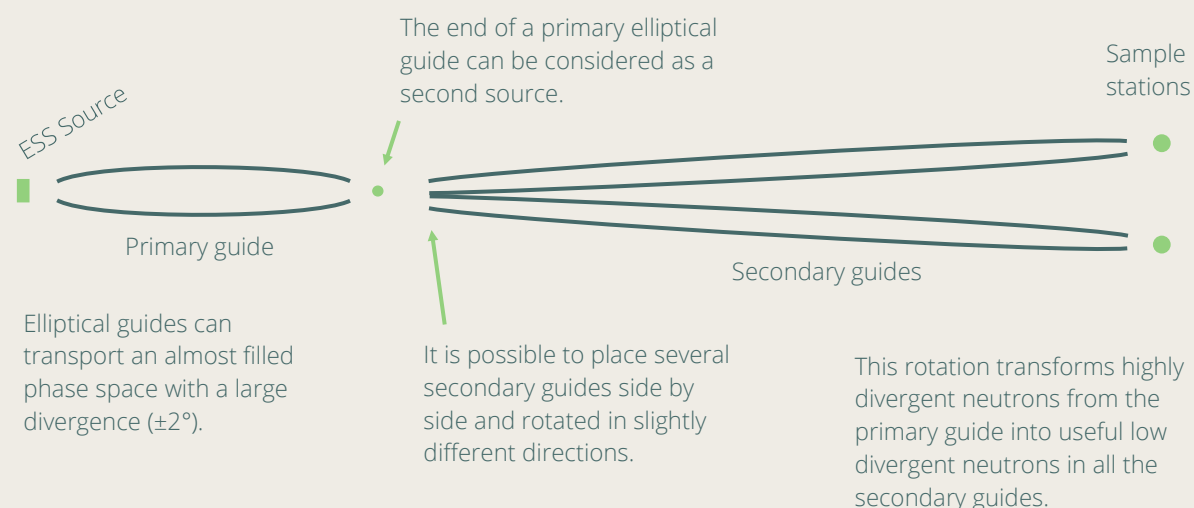 The end of a primary elliptical
guide can be considered as a
second source.
Sample
stations
ESS Source
Primary guide
Secondary guides
Elliptical guides can
transport an almost filled
phase space with a large
divergence (±2°).
It is possible to place several
secondary guides side by
side and rotated in slightly
different directions.
This rotation transforms highly
divergent neutrons from the
primary guide into useful low
divergent neutrons in all the
secondary guides.